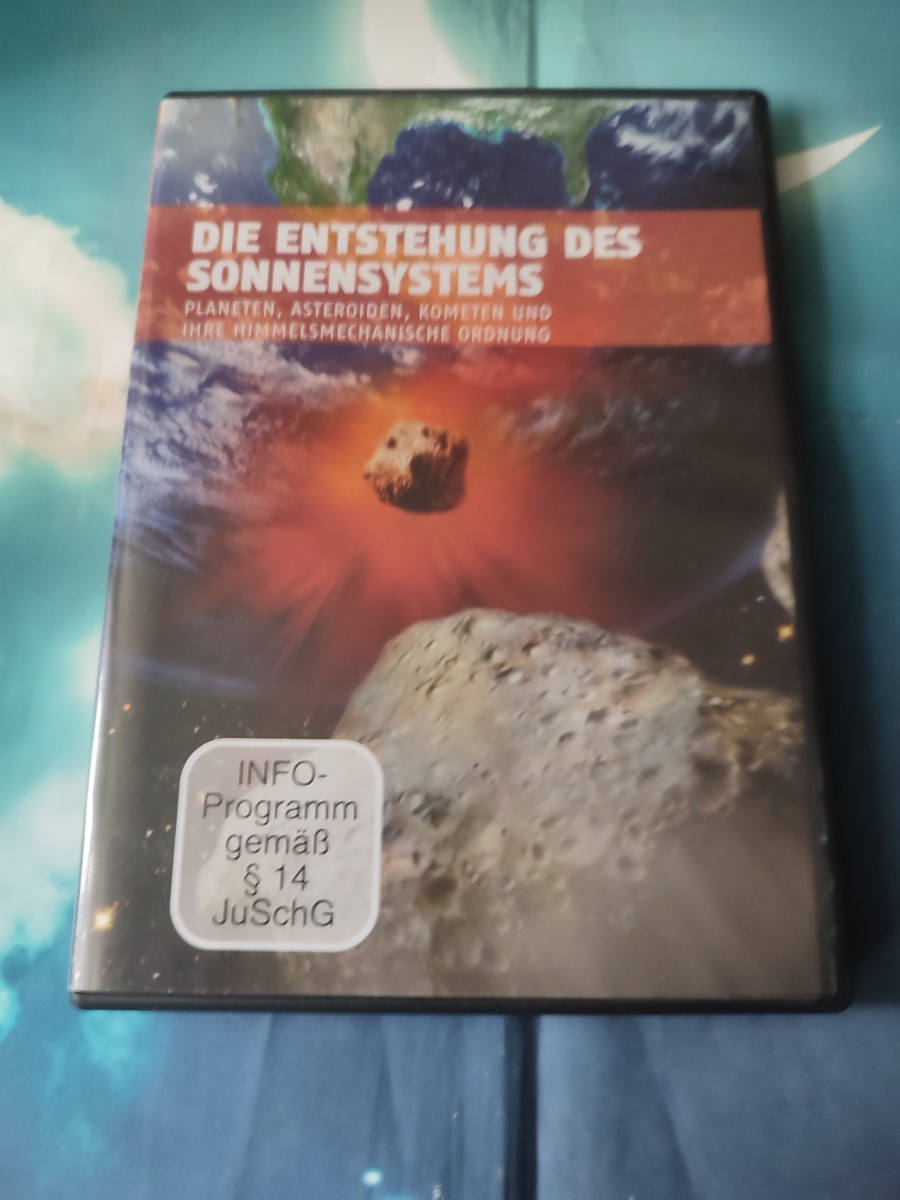 DIE ENTSTEHUNG DES
SONNENSYSTEMS
PLANETEN, ASTEROIDEN, KOMETEN UND
IHRE HIMMELSMECHANISCHE ORDNUNG
INFO-
Programm
gemäß
§ 14
JuSchG